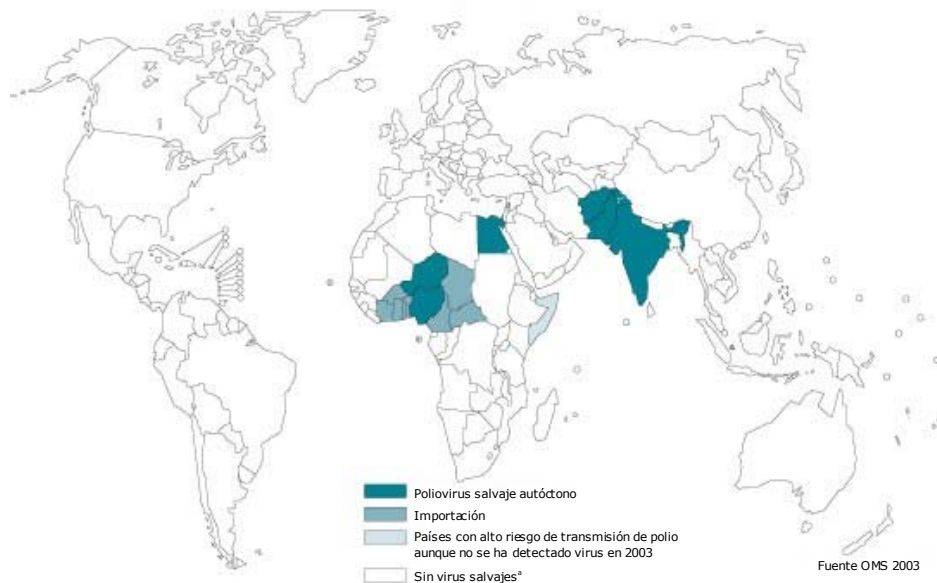 Poliovirus salvaje autóctono
Importación
Países con alto riesgo de transmisión de polio
aunque no se ha detectado virus en 2003
Sin virus salvajesª
Fuente OMS 2003